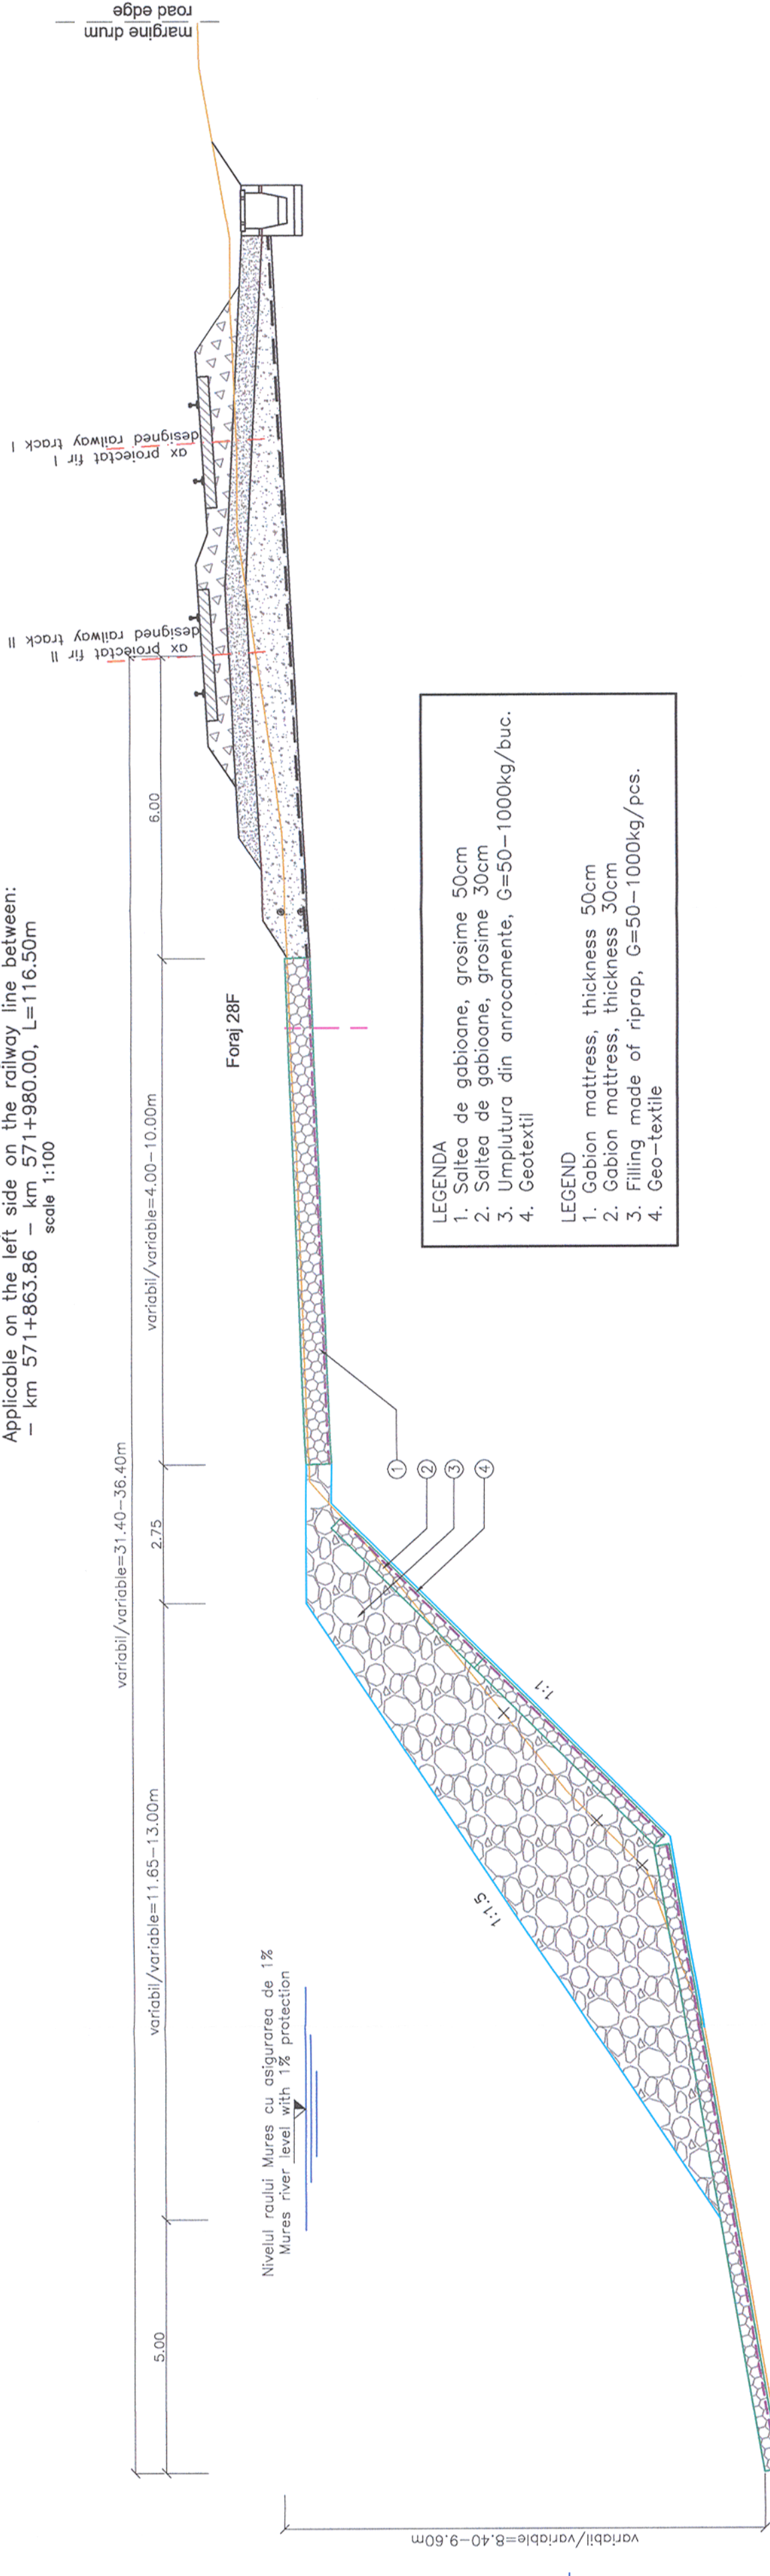 Applicable on the left side on the railway line between:
– km 571+863.86 – km 571+980.00, L=116.50m
scale 1:100
variabil/variable=31.40–36.40m
5.00
variabil/variable=11.65–13.00m
2.75
variabil/variable=4.00–10.00m
6.00
ax proiectat fir II
designed railway track II
ax proiectat fir I
designed railway track I
margine drum
road edge
Foraj 28F
Nivelul raului Mures cu asigurarea de 1%
Mures river level with 1% protection
1:1.5
1:1
1
2
3
4
variabil/variable=8.40–9.60m
LEGENDA
1. Saltea de gabioane, grosime 50cm
2. Saltea de gabioane, grosime 30cm
3. Umplutura din anrocamente, G=50–1000kg/buc.
4. Geotextil
LEGEND
1. Gabion mattress, thickness 50cm
2. Gabion mattress, thickness 30cm
3. Filling made of riprap, G=50–1000kg/pcs.
4. Geo-textile